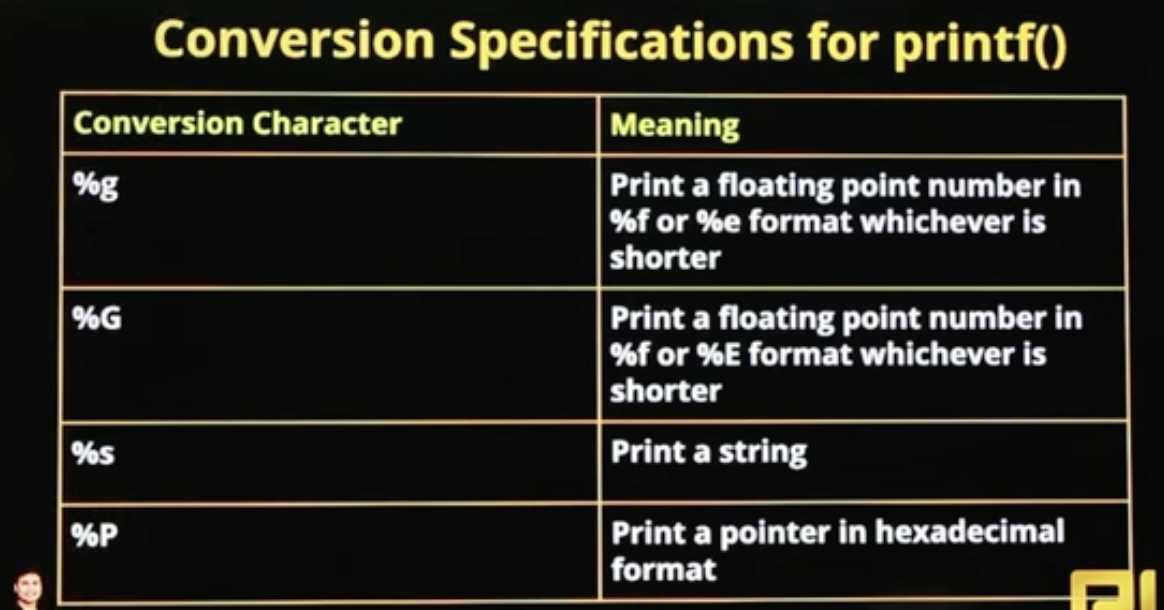 Conversion Specifications for printf()
Conversion Character
Meaning
%g
Print a floating point number in
%f or %e format whichever is
shorter
%G
Print a floating point number in
%f or %E format whichever is
shorter
%s
Print a string
%P
Print a pointer in hexadecimal
format